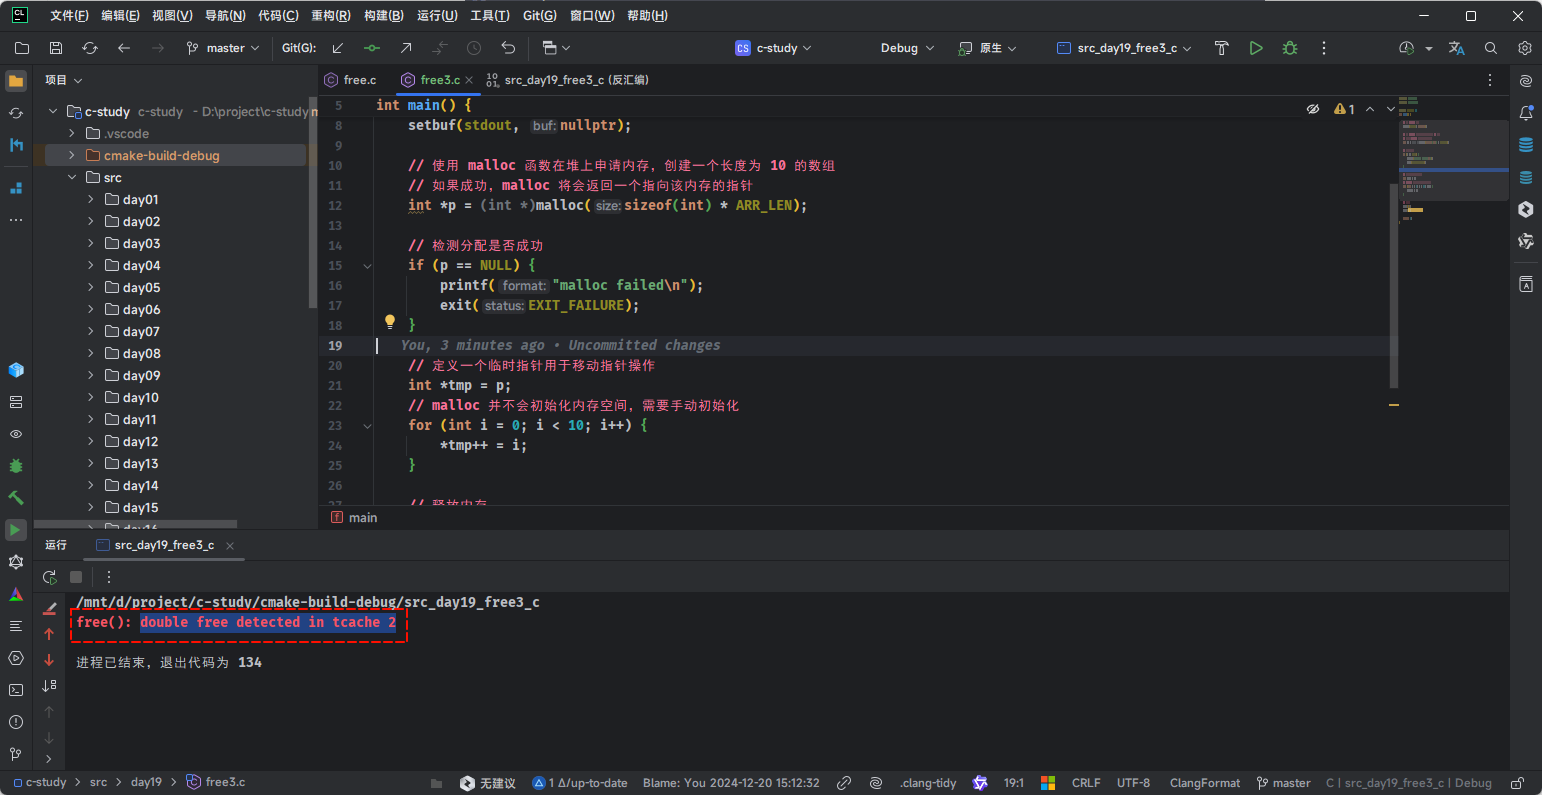 CL 文件(F) 编辑(E) 视图(V) 导航(N) 代码(C) 重构(R) 构建(B) 运行(U) 工具(T) Git(G) 窗口(W) 帮助(H)
master Git(G): CS c-study Debug 原生 src_day19_free3_c
项目
free.c free3.c src_day19_free3_c (反汇编)
c-study c-study - D:\project\c-study
.vscode
cmake-build-debug
src
day01
day02
day03
day04
day05
day06
day07
day08
day09
day10
day11
day12
day13
day14
day15
5 int main() {
8 setbuf(stdout, buf: nullptr);
9
10 // 使用 malloc 函数在堆上申请内存，创建一个长度为 10 的数组
11 // 如果成功，malloc 将会返回一个指向该内存的指针
12 int *p = (int *)malloc( size: sizeof(int) * ARR_LEN);
13
14 // 检测分配是否成功
15 if (p == NULL) {
16 printf( format: "malloc failed\n");
17 exit( status: EXIT_FAILURE);
18 }
19 You, 3 minutes ago • Uncommitted changes
20 // 定义一个临时指针用于移动指针操作
21 int *tmp = p;
22 // malloc 并不会初始化内存空间，需要手动初始化
23 for (int i = 0; i < 10; i++) {
24 *tmp++ = i;
25 }
26
27 // 释放内存
1
f main
运行 src_day19_free3_c
/mnt/d/project/c-study/cmake-build-debug/src_day19_free3_c
free(): double free detected in tcache 2
进程已结束，退出代码为 134
c-study > src > day19 > free3.c 无建议 1 Δ/up-to-date Blame: You 2024-12-20 15:12:32 .clang-tidy 19:1 CRLF UTF-8 ClangFormat master C | src_day19_free3_c | Debug